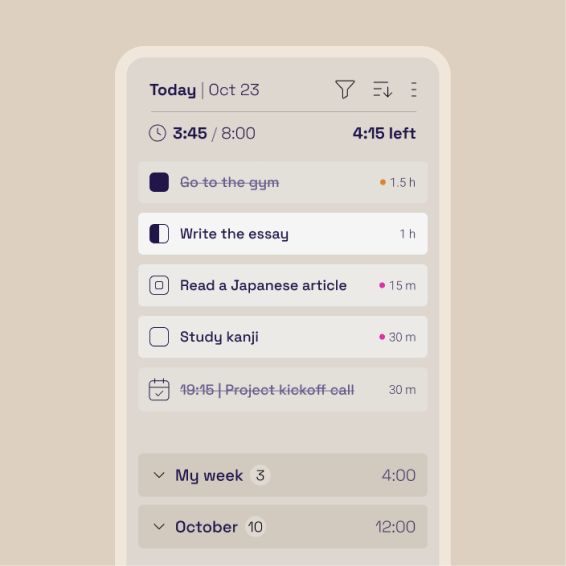 Today | Oct 23
3:45 / 8:00 4:15 left
Go to the gym 1.5 h
Write the essay 1 h
Read a Japanese article 15 m
Study kanji 30 m
19:15 | Project kickoff call 30 m
My week 3 4:00
October 10 12:00